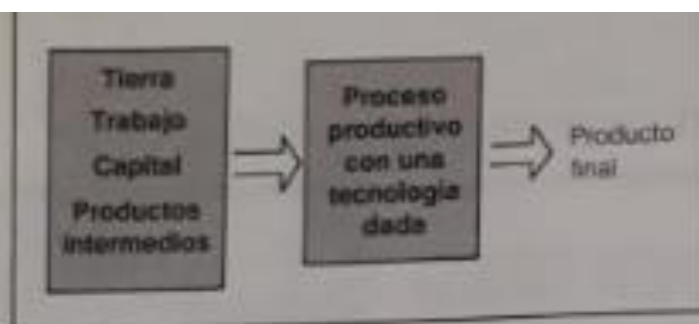 Tierra
Trabajo
Capital
Productos
intermedios
Proceso
productivo
con una
tecnología
dada
Producto
final